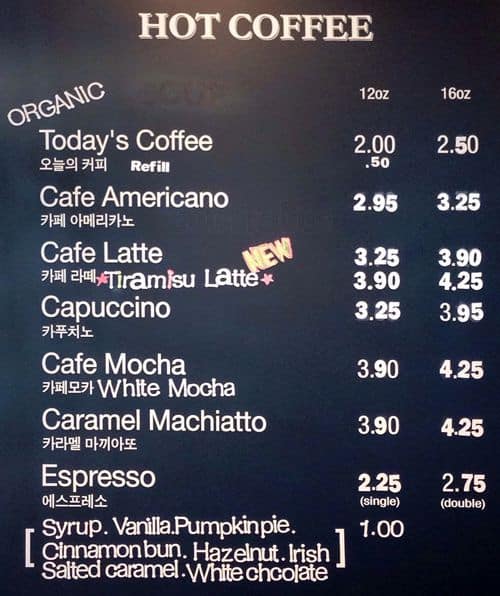 HOT COFFEE
ORGANIC 12oz 16oz
Today's Coffee 2.00 2.50
오늘의 커피 Refill .50
Cafe Americano 2.95 3.25
카페 아메리카노
NEW
Cafe Latte 3.25 3.90
카페 라떼 Tiramisu Latte 3.90 4.25
Capuccino 3.25 3.95
카푸치노
Cafe Mocha 3.90 4.25
카페모카 White Mocha
Caramel Machiatto 3.90 4.25
카라멜 마끼아또
Espresso 2.25 2.75
에스프레소 (single) (double)
[ Syrup. Vanilla.Pumpkin pie. 1.00
Cinnamon bun. Hazelnut. Irish ]
Salted caramel.White chcolate